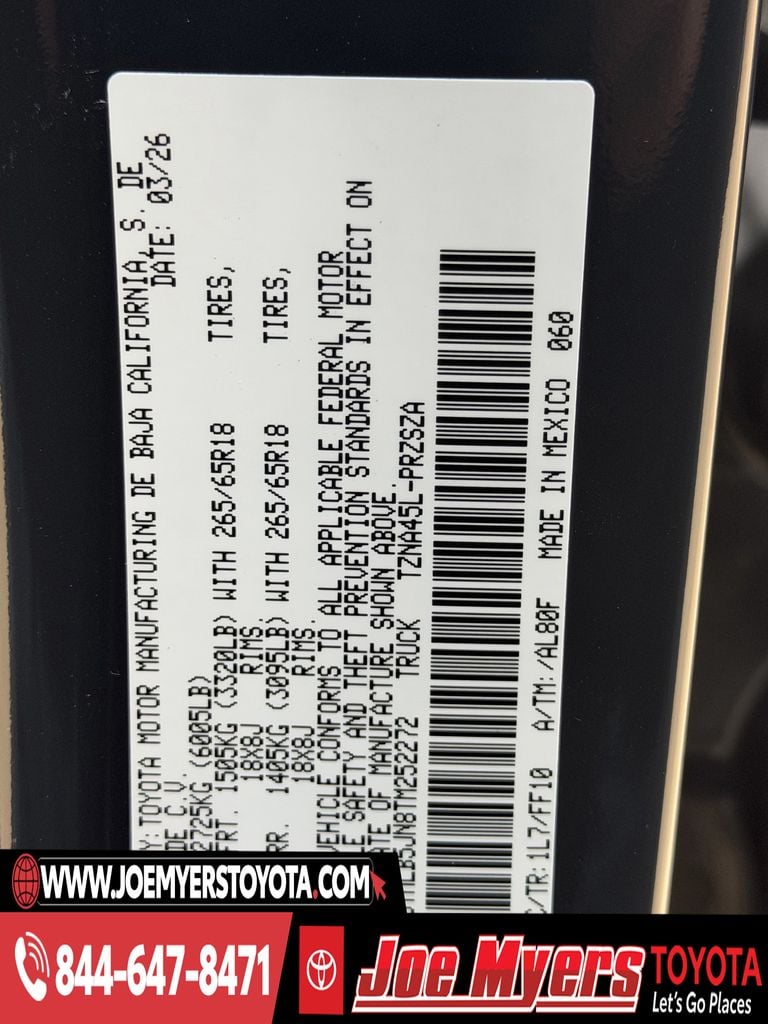 Y: TOYOTA MOTOR MANUFACTURING DE BAJA CALIFORNIA, S. DE
DE C.V. DATE: 03/26
2725KG (6005LB)
FRT. 1505KG (3320LB) WITH 265/65R18 TIRES,
18X8J RIMS.
RR. 1405KG (3095LB) WITH 265/65R18 TIRES,
18X8J RIMS.
VEHICLE CONFORMS TO ALL APPLICABLE FEDERAL MOTOR
SAFETY AND THEFT PREVENTION STANDARDS IN EFFECT ON
OF MANUFACTURE SHOWN ABOVE.
JN8TM252272 TRUCK TZNA45L-PRZSZA
C/TR:1L7/FF10 A/TM:/AL80F MADE IN MEXICO 060
WWW.JOEMYERSTOYOTA.COM
844-647-8471
Joe Myers TOYOTA
Let's Go Places